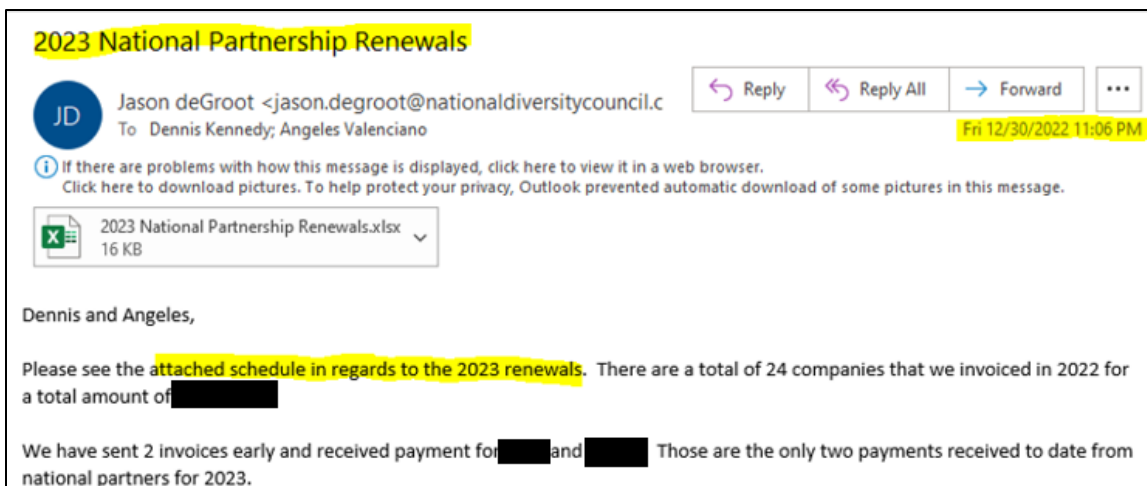 2023 National Partnership Renewals
JD
Jason deGroot <jason.degroot@nationaldiversitycouncil.c
Reply
Reply All
Forward
...
To Dennis Kennedy; Angeles Valenciano
Fri 12/30/2022 11:06 PM
If there are problems with how this message is displayed, click here to view it in a web browser.
Click here to download pictures. To help protect your privacy, Outlook prevented automatic download of some pictures in this message.
2023 National Partnership Renewals.xlsx
16 KB
Dennis and Angeles,
Please see the attached schedule in regards to the 2023 renewals. There are a total of 24 companies that we invoiced in 2022 for
a total amount of
We have sent 2 invoices early and received payment for and Those are the only two payments received to date from
national partners for 2023.